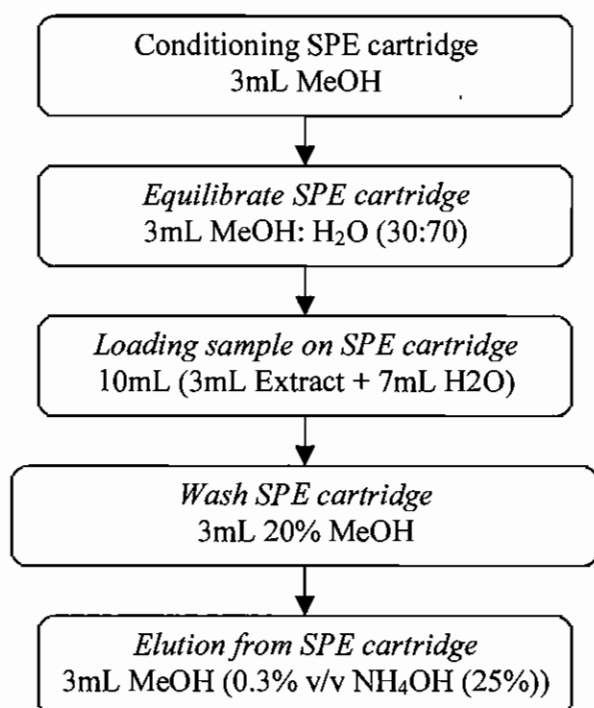 Conditioning SPE cartridge
3mL MeOH
Equilibrate SPE cartridge
3mL MeOH: H₂O (30:70)
Loading sample on SPE cartridge
10mL (3mL Extract + 7mL H2O)
Wash SPE cartridge
3mL 20% MeOH
Elution from SPE cartridge
3mL MeOH (0.3% v/v NH₄OH (25%))